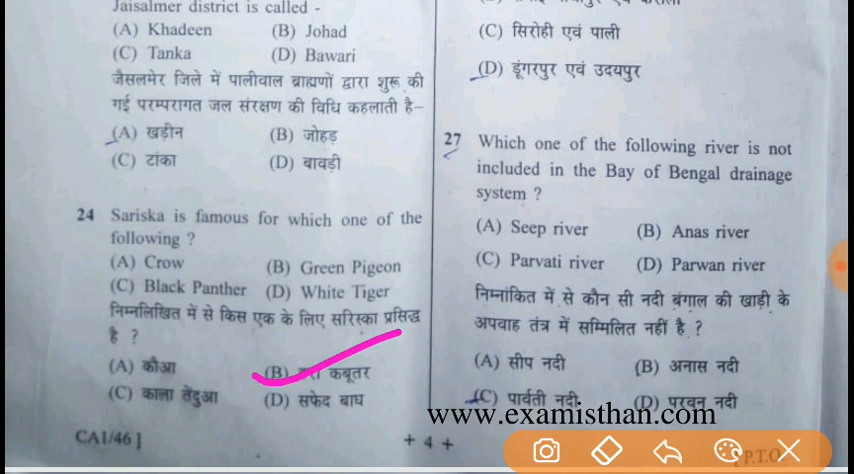 Jaisalmer district is called -
(A) Khadeen (B) Johad
(C) Tanka (D) Bawari
जैसलमेर जिले में पालीवाल ब्राह्मणों द्वारा शुरू की
गई परम्परागत जल संरक्षण की विधि कहलाती है–
(A) खड़ीन (B) जोहड़
(C) टांका (D) बावड़ी
24 Sariska is famous for which one of the
following ?
(A) Crow (B) Green Pigeon
(C) Black Panther (D) White Tiger
निम्नलिखित में से किस एक के लिए सरिस्का प्रसिद्ध
है ?
(A) कौआ (B) कबूतर
(C) काला तेंदुआ (D) सफेद बाघ
CA1/46 ]
+ 4 +
(C) सिरोही एवं पाली
(D) डूंगरपुर एवं उदयपुर
27 Which one of the following river is not
included in the Bay of Bengal drainage
system ?
(A) Seep river (B) Anas river
(C) Parvati river (D) Parwan river
निम्नांकित में से कौन सी नदी बंगाल की खाड़ी के
अपवाह तंत्र में सम्मिलित नहीं है ?
(A) सीप नदी (B) अनास नदी
(C) पार्वती नदी (D) परवन नदी
www.examisthan.com
P.T.O